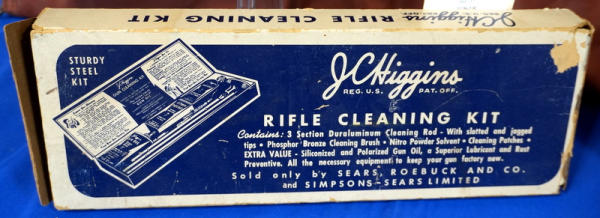 J.C.Higgins RIFLE CLEANING KIT
STURDY
STEEL
KIT
GUN CLEANING KIT
J.C.Higgins
REG. U.S. PAT. OFF.
RIFLE CLEANING KIT
Contains: 3 Section Duraluminum Cleaning Rod - With slotted and jagged
tips • Phosphor Bronze Cleaning Brush • Nitro Powder Solvent • Cleaning Patches
EXTRA VALUE - Siliconized and Polarized Gun Oil, a Superior Lubricant and Rust
Preventive. All the necessary equipment to keep your gun factory new.
Sold only by SEARS, ROEBUCK AND CO.
and SIMPSONS-SEARS LIMITED